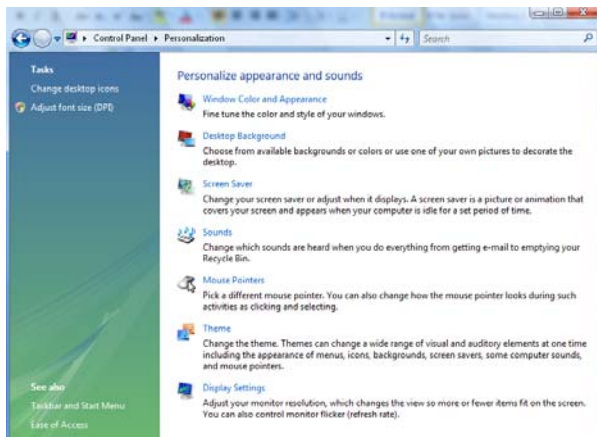 Control Panel ▸ Personalization
Search
Tasks
Change desktop icons
Adjust font size (DPI)
See also
Taskbar and Start Menu
Ease of Access
Personalize appearance and sounds
Window Color and Appearance
Fine tune the color and style of your windows.
Desktop Background
Choose from available backgrounds or colors or use one of your own pictures to decorate the
desktop.
Screen Saver
Change your screen saver or adjust when it displays. A screen saver is a picture or animation that
covers your screen and appears when your computer is idle for a set period of time.
Sounds
Change which sounds are heard when you do everything from getting e-mail to emptying your
Recycle Bin.
Mouse Pointers
Pick a different mouse pointer. You can also change how the mouse pointer looks during such
activities as clicking and selecting.
Theme
Change the theme. Themes can change a wide range of visual and auditory elements at one time
including the appearance of menus, icons, backgrounds, screen savers, some computer sounds,
and mouse pointers.
Display Settings
Adjust your monitor resolution, which changes the view so more or fewer items fit on the screen.
You can also control monitor flicker (refresh rate).